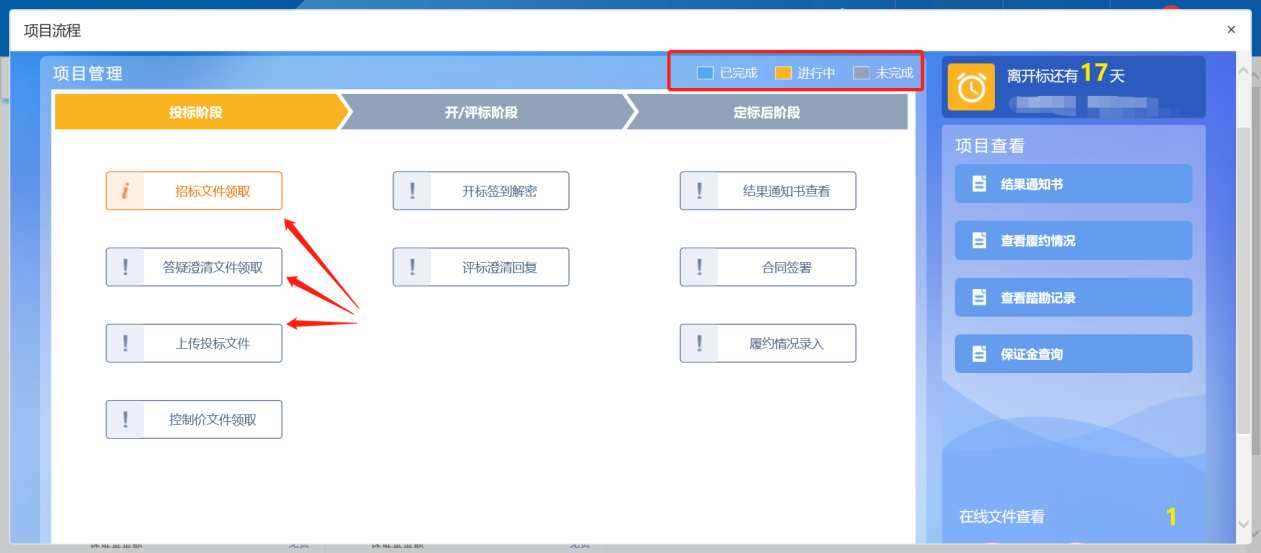 项目流程
×
项目管理
已完成 进行中 未完成
投标阶段 开/评标阶段 定标后阶段
招标文件领取
答疑澄清文件领取
上传投标文件
控制价文件领取
开标签到解密
评标澄清回复
结果通知书查看
合同签署
履约情况录入
离开标还有17天
项目查看
结果通知书
查看履约情况
查看踏勘记录
保证金查询
在线文件查看 1